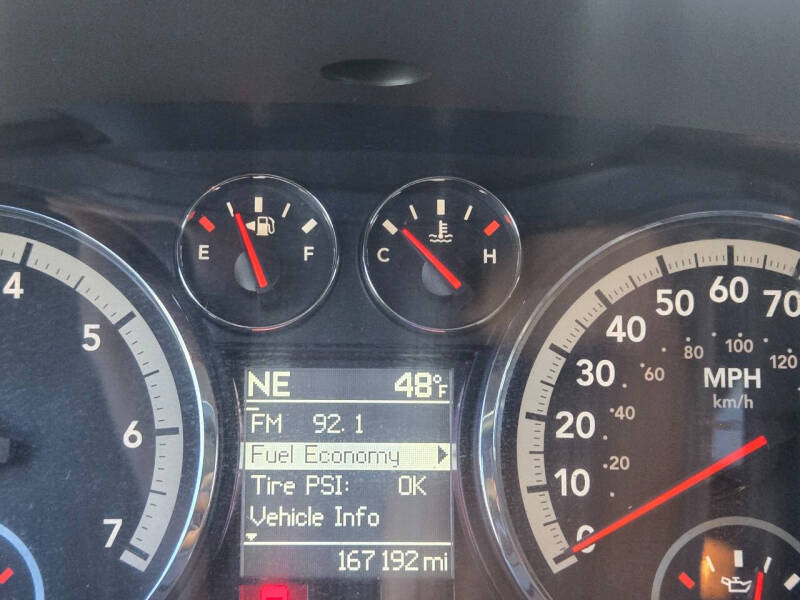 E F
C H
4
5
6
7
NE 48°F
FM 92.1
Fuel Economy
Tire PSI: OK
Vehicle Info
167192 mi
0
10
20
30
40
50
60
70
20
40
60
80
100
120
MPH
km/h